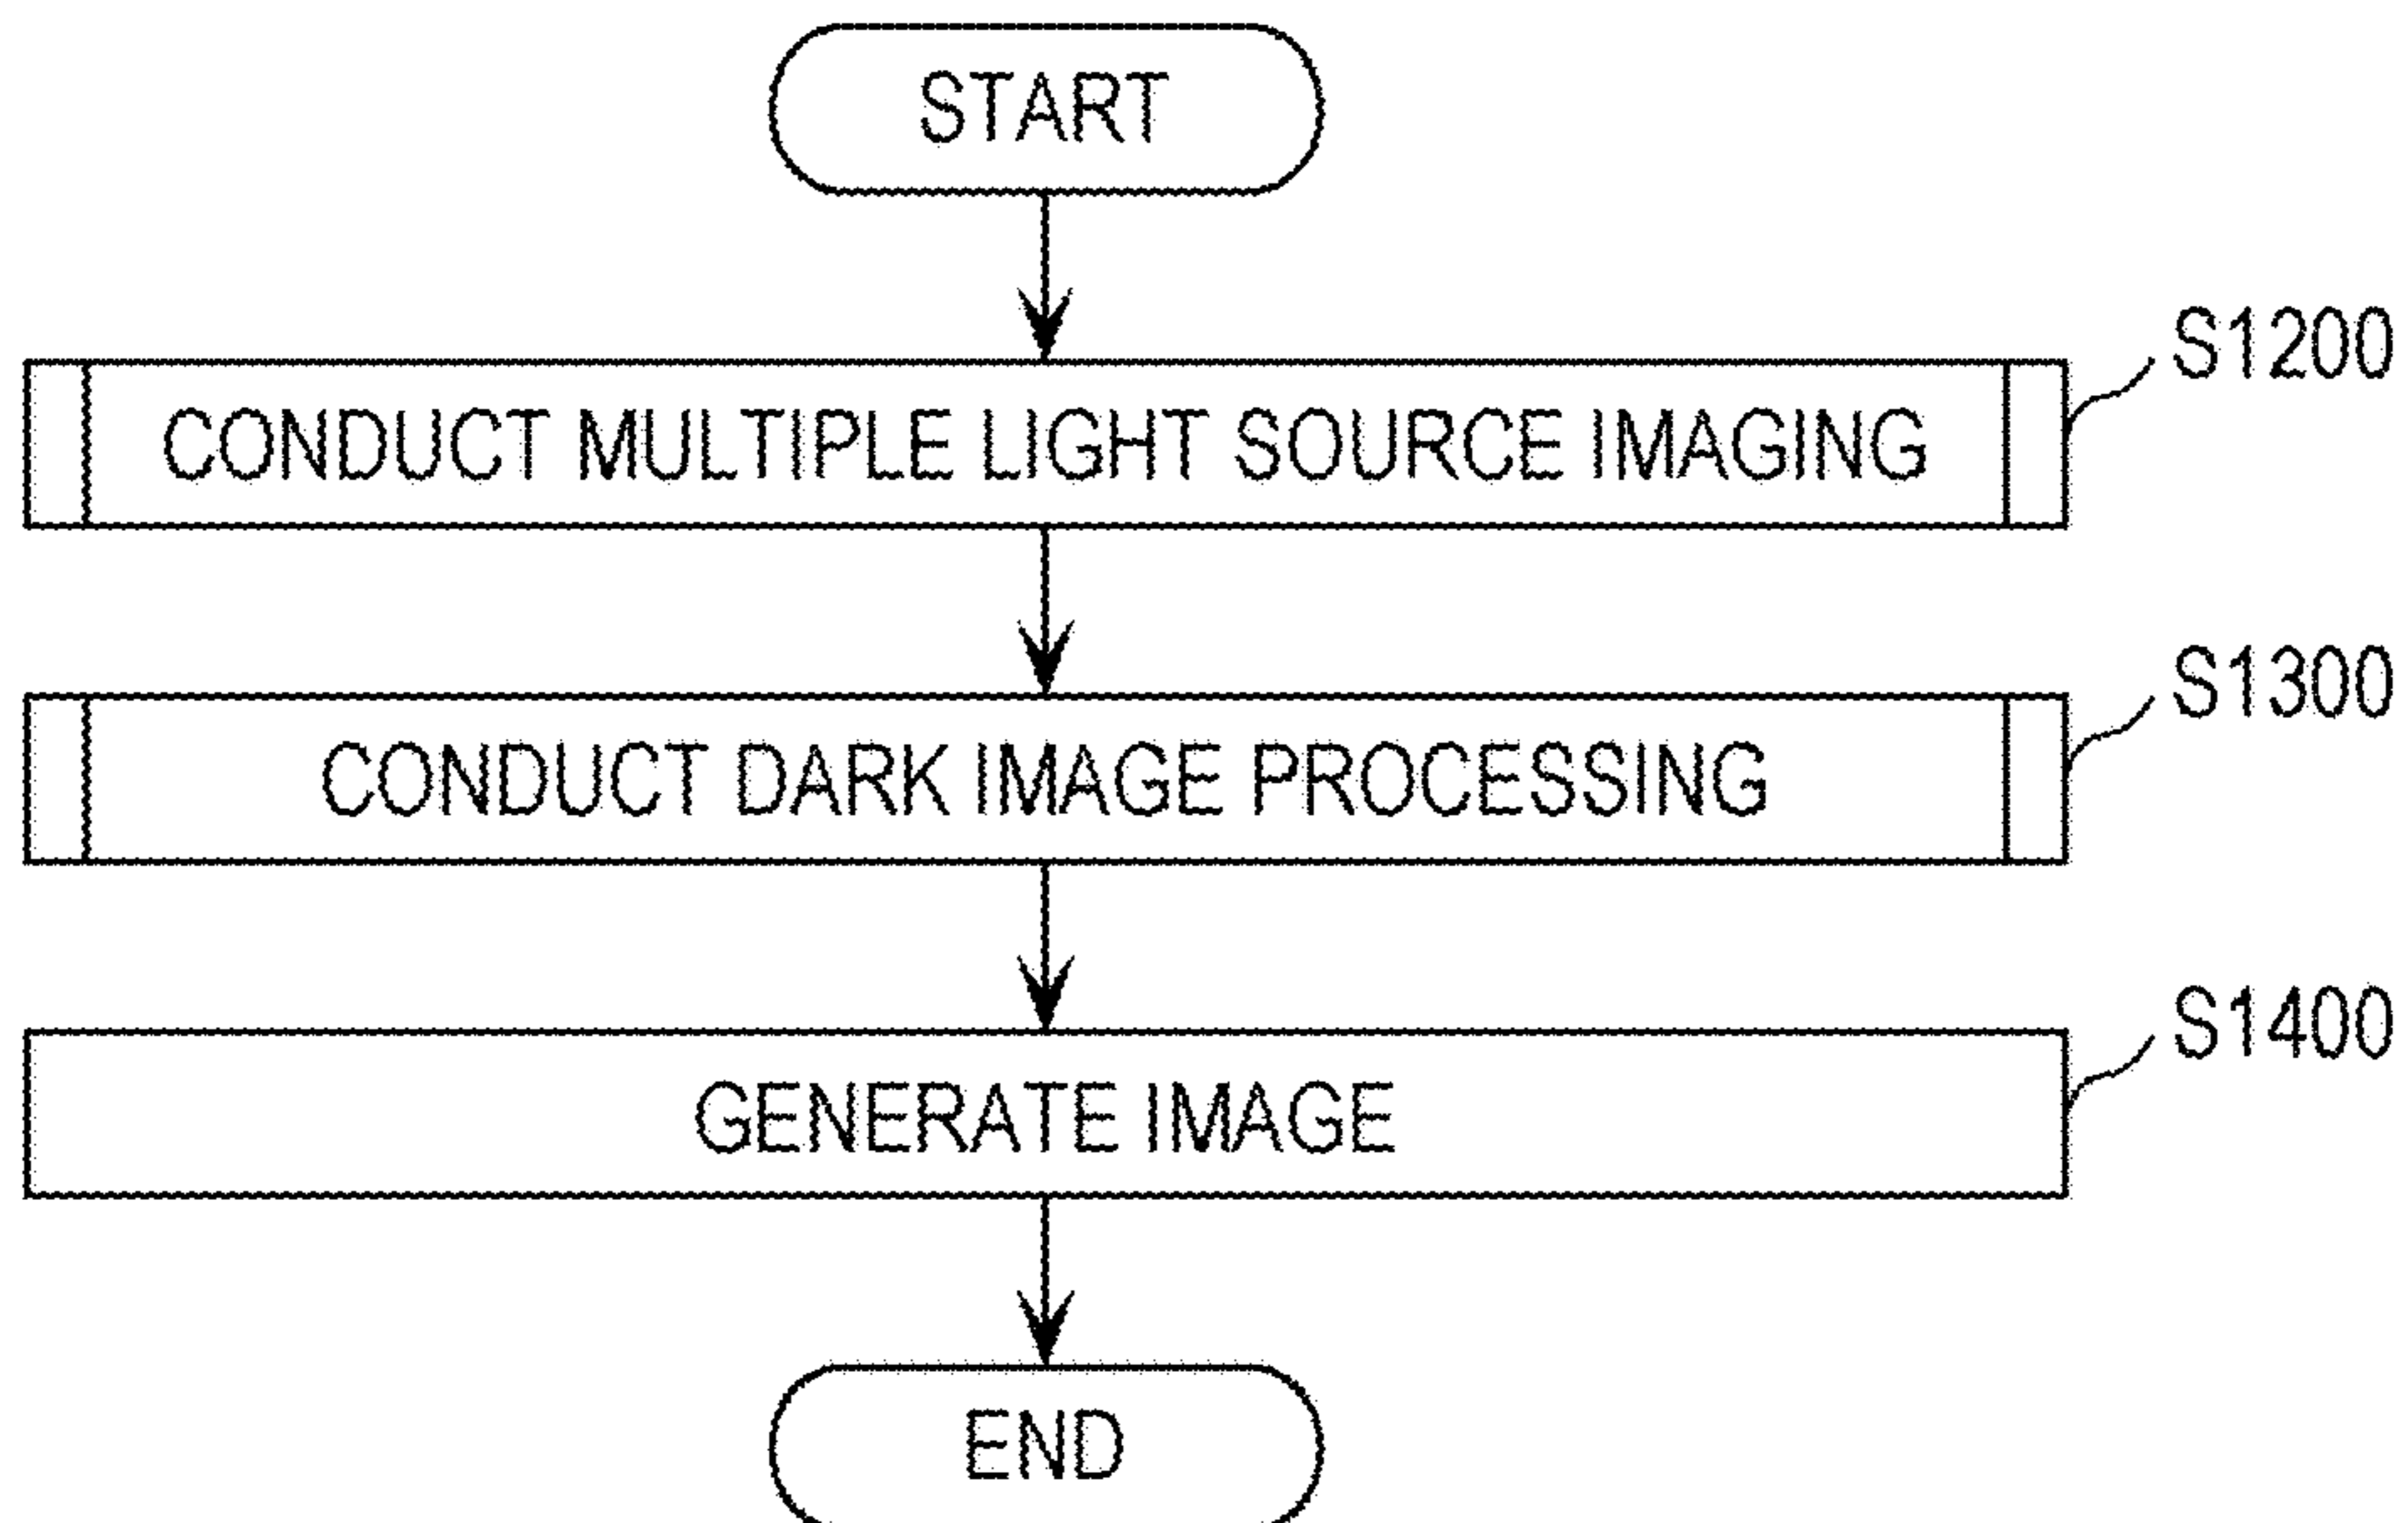 START
S1200
CONDUCT MULTIPLE LIGHT SOURCE IMAGING
S1300
CONDUCT DARK IMAGE PROCESSING
S1400
GENERATE IMAGE
END